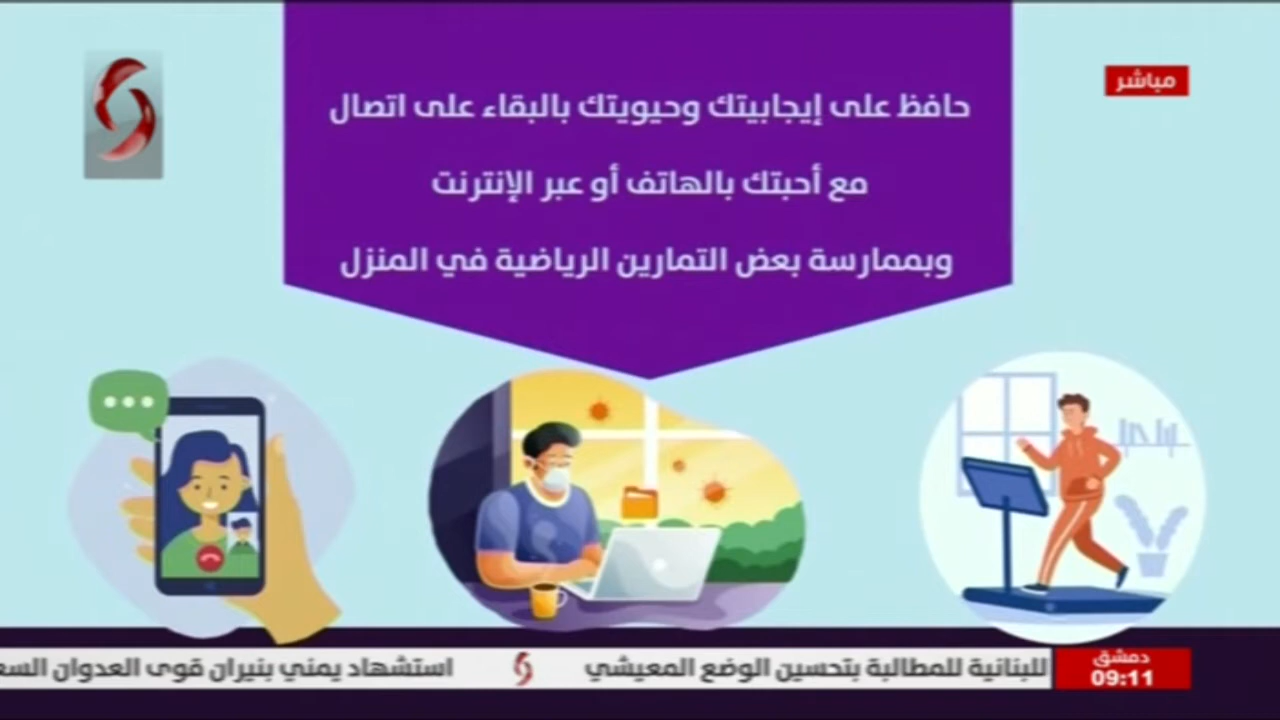 مباشر
حافظ على إيجابيتك وحيويتك بالبقاء على اتصال
مع أحبتك بالهاتف أو عبر الإنترنت
وبممارسة بعض التمارين الرياضية في المنزل
دمشق
09:11
للبنانية للمطالبة بتحسين الوضع المعيشي
استشهاد يمني بنيران قوى العدوان